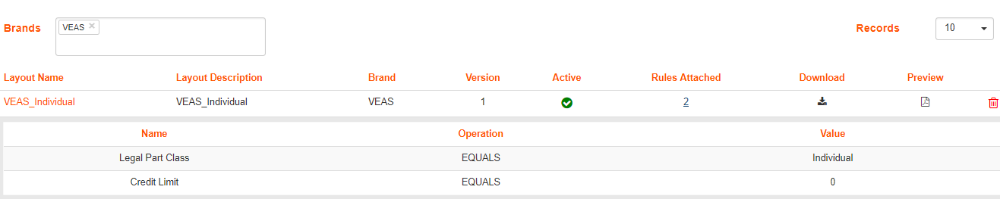 Brands VEAS × Records 10
Layout Name Layout Description Brand Version Active Rules Attached Download Preview
VEAS_Individual VEAS_Individual VEAS 1 2
Name Operation Value
Legal Part Class EQUALS Individual
Credit Limit EQUALS 0